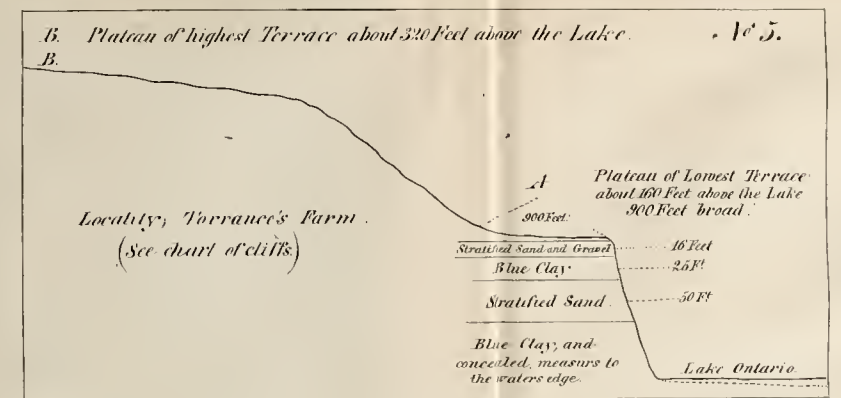 B. Plateau of highest Terrace about 320 Feet above the Lake.
No 5.
B.
A
Plateau of Lowest Terrace
about 160 Feet above the Lake
900 Feet broad.
900 Feet.
Locality; Torrance's Farm.
(See chart of cliffs.)
Stratified Sand and Gravel
16 Feet
Blue Clay
25 Ft
Stratified Sand.
50 Ft
Blue Clay, and
concealed, measurs to
the waters edge.
Lake Ontario.